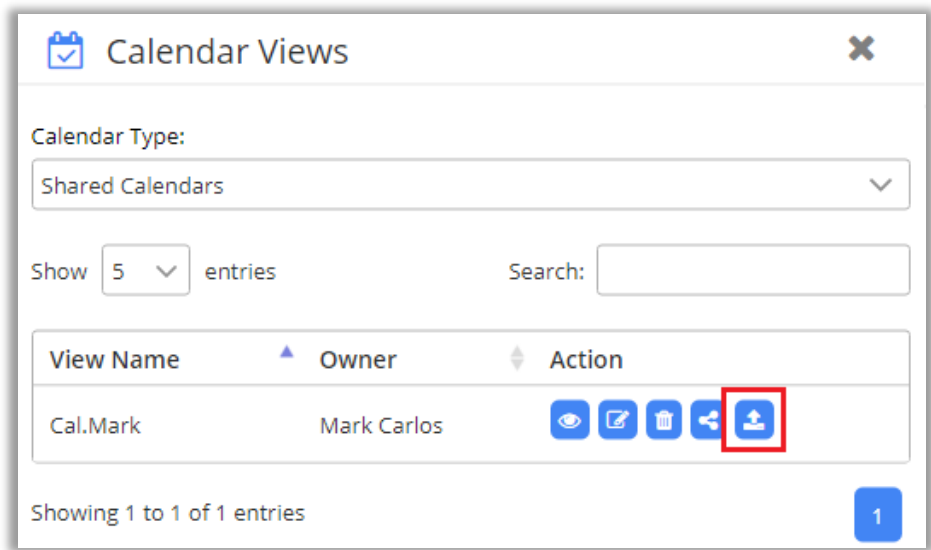 Calendar Views
Calendar Type:
Shared Calendars
Show 5 entries Search:
View Name Owner Action
Cal.Mark Mark Carlos
Showing 1 to 1 of 1 entries 1